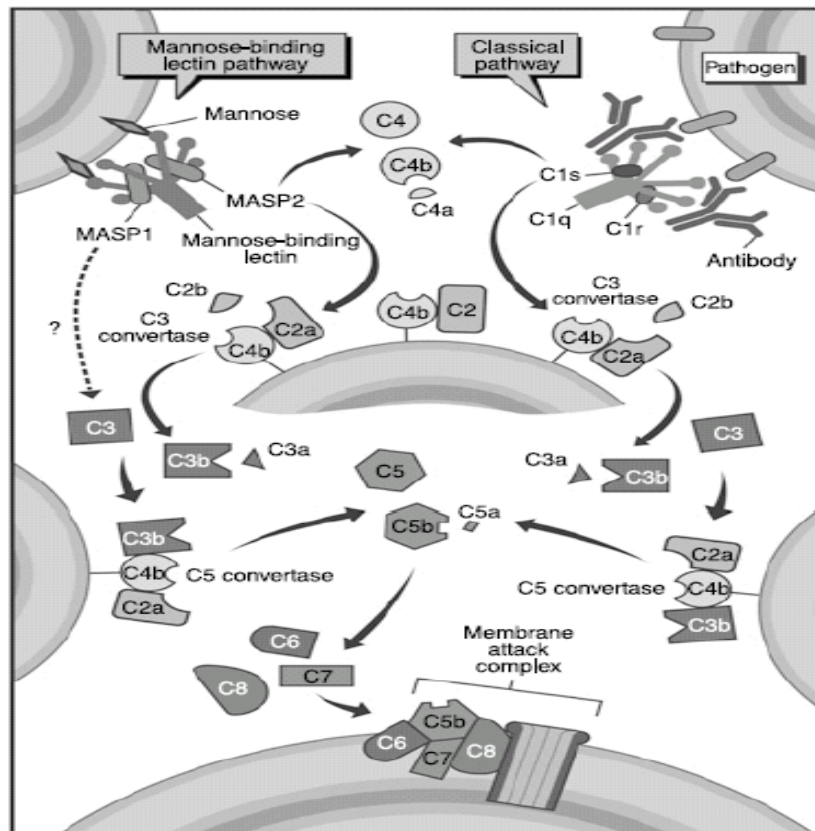 Mannose-binding
lectin pathway
Classical
pathway
Pathogen
Mannose
C4
C4b
C4a
MASP2
MASP1
Mannose-binding
lectin
C1s
C1q
C1r
Antibody
C2b
C3
convertase
C4b
C2a
C4b
C2
C3
convertase
C2b
C4b
C2a
?
C3
C3b
C3a
C5
C3a
C3b
C3
C5b
C5a
C3b
C4b
C2a
C5 convertase
C5 convertase
C2a
C4b
C3b
C6
C7
C8
Membrane
attack
complex
C5b
C6
C7
C8